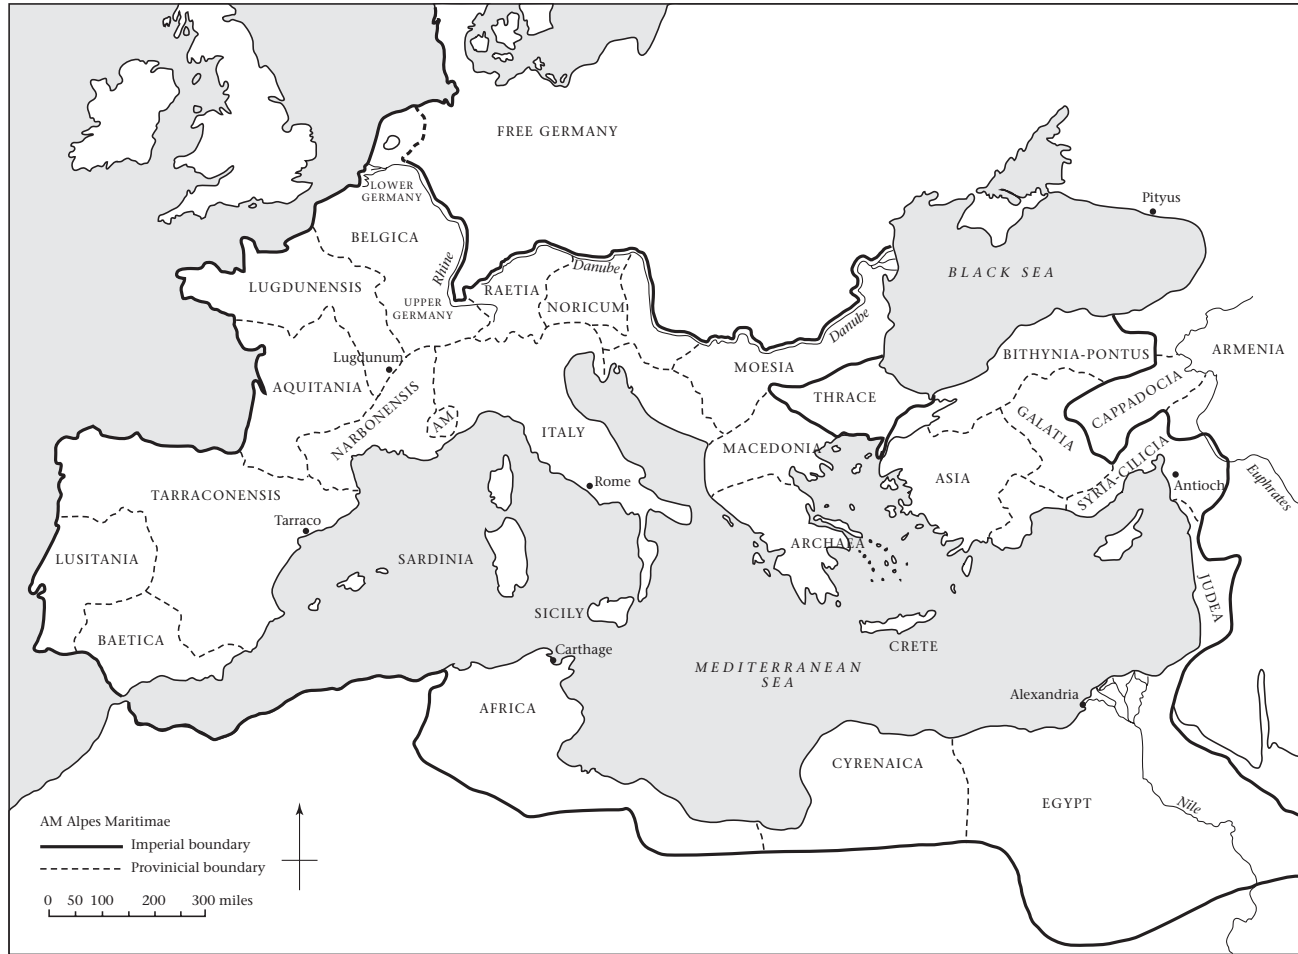 FREE GERMANY
LOWER
GERMANY
BELGICA
Rhine
LUGDUNENSIS
UPPER
GERMANY
RAETIA
Danube
NORICUM
Pityus
BLACK SEA
Danube
Lugdunum
AQUITANIA
NARBONENSIS
AM
ITALY
MOESIA
THRACE
BITHYNIA-PONTUS
ARMENIA
CAPPADOCIA
GALATIA
MACEDONIA
ASIA
SYRIA-CILICIA
Antioch
Euphrates
Rome
TARRACONENSIS
Tarraco
LUSITANIA
SARDINIA
ARCHAEA
JUDEA
BAETICA
SICILY
CRETE
Carthage
MEDITERRANEAN
SEA
Alexandria
AFRICA
CYRENAICA
EGYPT
Nile
AM Alpes Maritimae
Imperial boundary
Provinicial boundary
0 50 100 200 300 miles